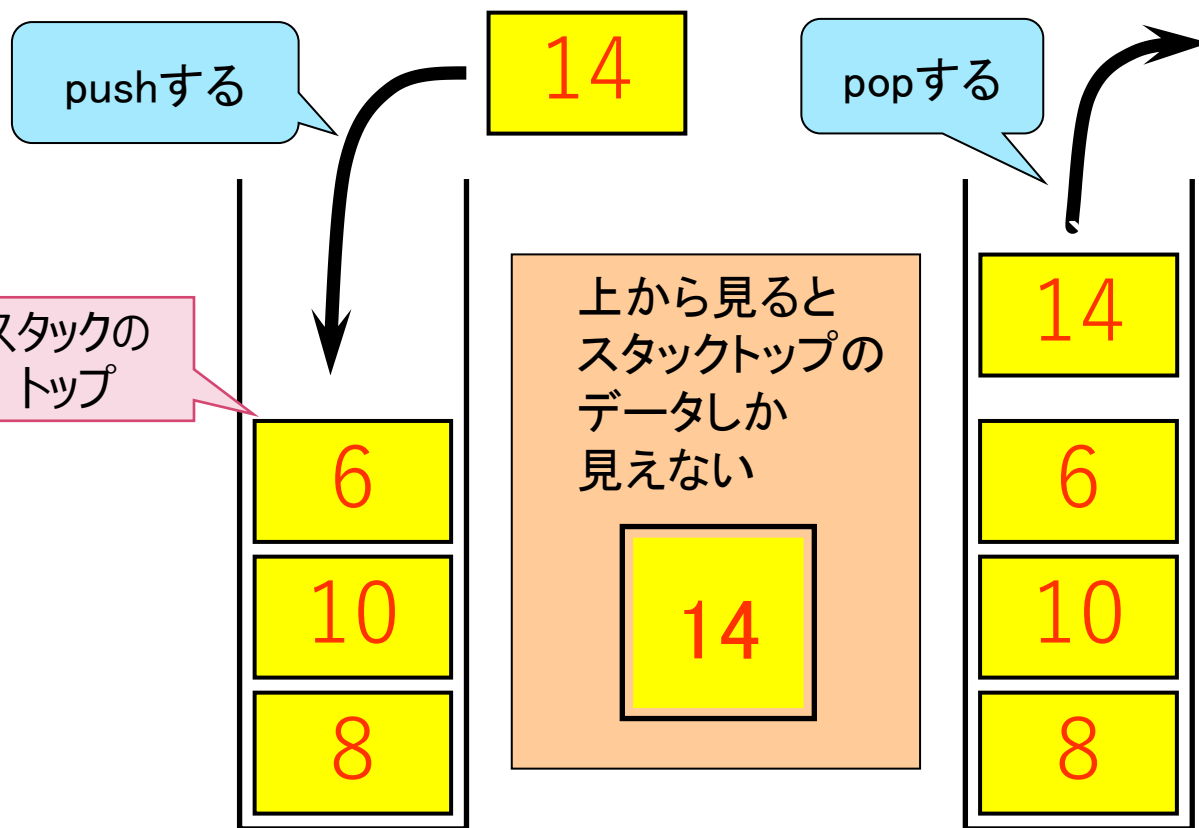 pushする
14
popする
スタックの
トップ
6
10
8
上から見ると
スタックトップの
データしか
見えない
14
14
6
10
8